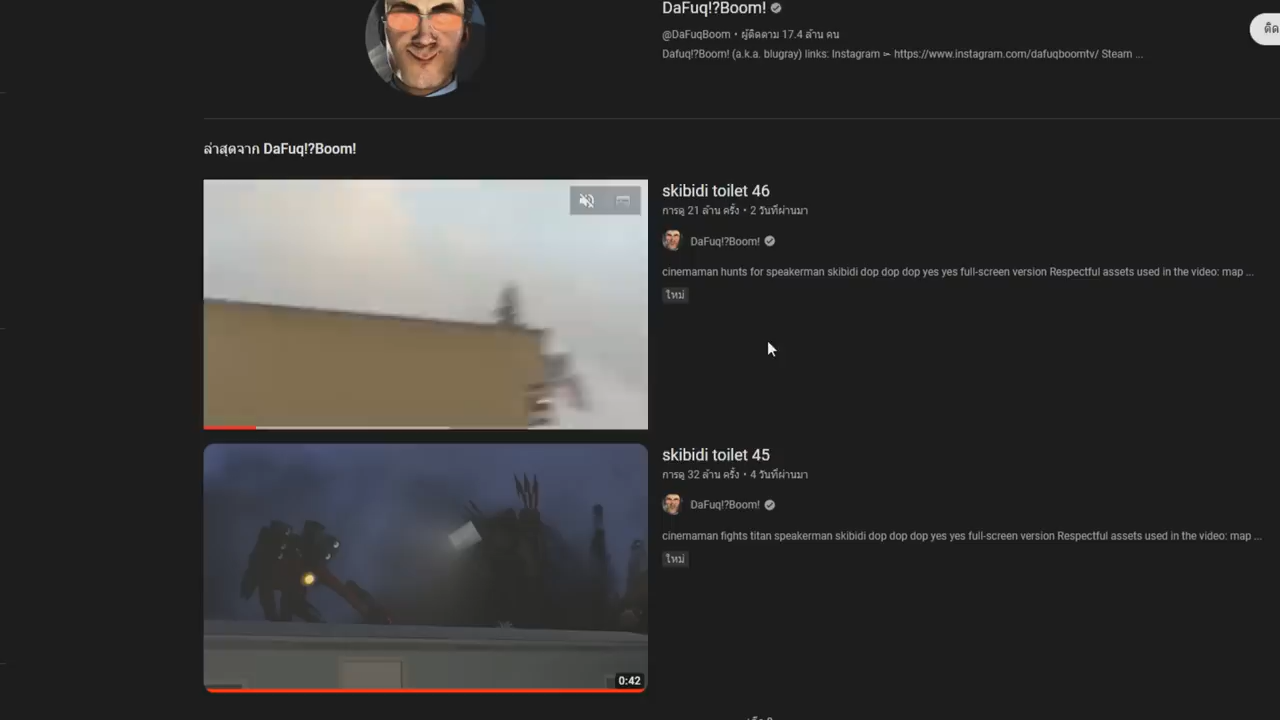 DaFuq!?Boom!
@DaFuqBoom • ผู้ติดตาม 17.4 ล้าน คน
Dafuq!?Boom! (a.k.a. blugray) links: Instagram ➣ https://www.instagram.com/dafuqboomtv/ Steam ...
ติด
ล่าสุดจาก DaFuq!?Boom!
skibidi toilet 46
การดู 21 ล้าน ครั้ง • 2 วันที่ผ่านมา
DaFuq!?Boom!
cinemaman hunts for speakerman skibidi dop dop dop yes yes full-screen version Respectful assets used in the video: map ...
ใหม่
skibidi toilet 45
การดู 32 ล้าน ครั้ง • 4 วันที่ผ่านมา
DaFuq!?Boom!
cinemaman fights titan speakerman skibidi dop dop dop yes yes full-screen version Respectful assets used in the video: map ...
ใหม่
0:42